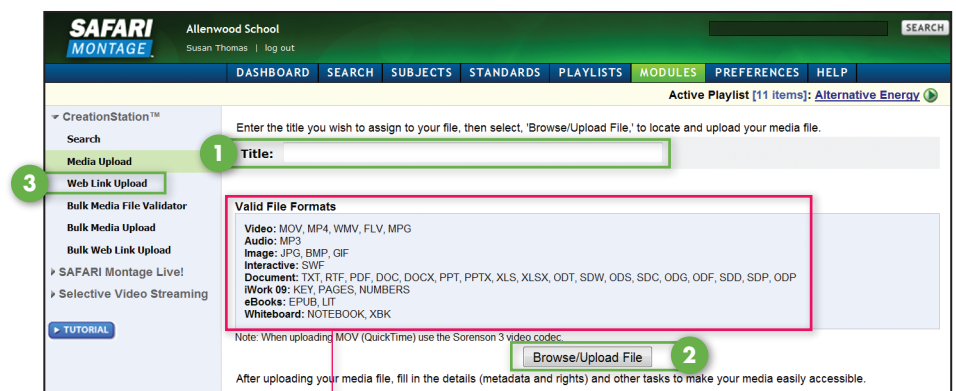 SAFARI
MONTAGE
Allenwood School
Susan Thomas | log out
SEARCH
DASHBOARD SEARCH SUBJECTS STANDARDS PLAYLISTS MODULES PREFERENCES HELP
Active Playlist [11 items]: Alternative Energy
CreationStation™
Search
Media Upload
3
Web Link Upload
Bulk Media File Validator
Bulk Media Upload
Bulk Web Link Upload
SAFARI Montage Live!
Selective Video Streaming
TUTORIAL
Enter the title you wish to assign to your file, then select, 'Browse/Upload File,' to locate and upload your media file.
1
Title:
Valid File Formats
Video: MOV, MP4, WMV, FLV, MPG
Audio: MP3
Image: JPG, BMP, GIF
Interactive: SWF
Document: TXT, RTF, PDF, DOC, DOCX, PPT, PPTX, XLS, XLSX, ODT, SDW, ODS, SDC, ODG, ODF, SDD, SDP, ODP
iWork 09: KEY, PAGES, NUMBERS
eBooks: EPUB, LIT
Whiteboard: NOTEBOOK, XBK
Note: When uploading MOV (QuickTime) use the Sorenson 3 video codec.
Browse/Upload File
2
After uploading your media file, fill in the details (metadata and rights) and other tasks to make your media easily accessible.